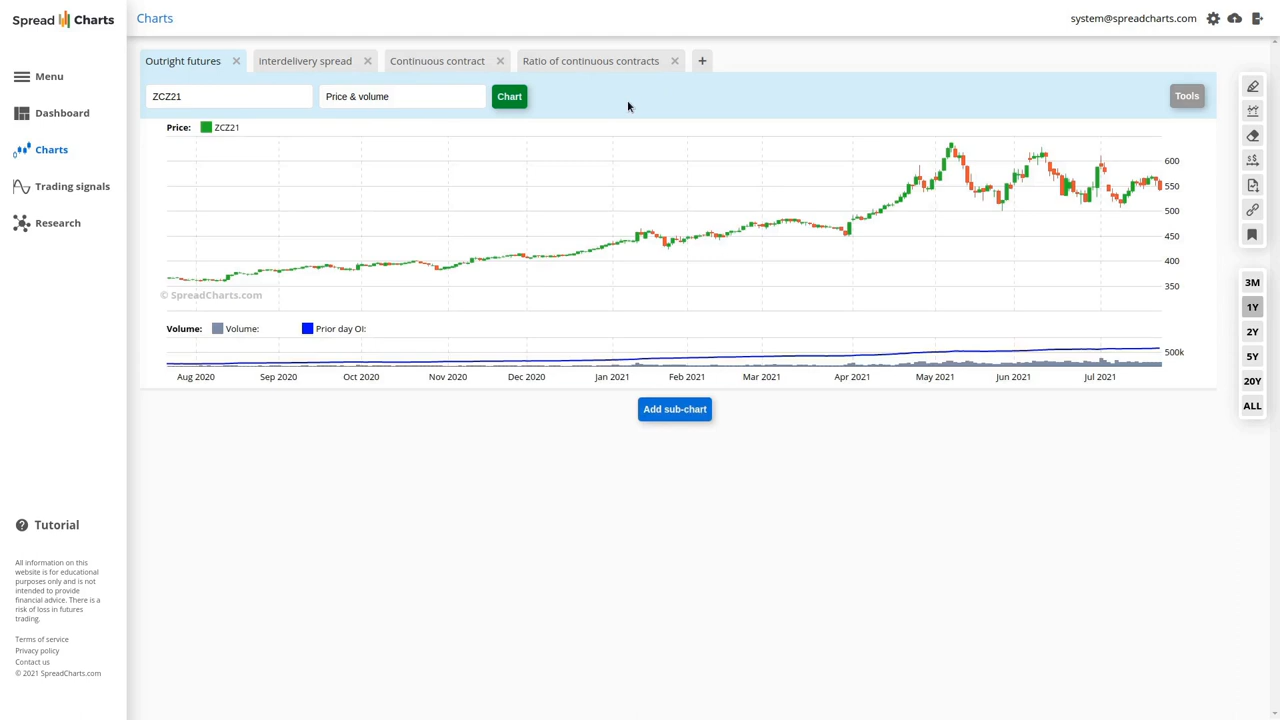 Spread Charts
Charts
system@spreadcharts.com
Menu
Dashboard
Charts
Trading signals
Research
Tutorial
All information on this
website is for educational
purposes only and is not
intended to provide
financial advice. There is a
risk of loss in futures
trading.
Terms of service
Privacy policy
Contact us
© 2021 SpreadCharts.com
Outright futures
Interdelivery spread
Continuous contract
Ratio of continuous contracts
+
ZCZ21
Price & volume
Chart
Tools
Price: ZCZ21
600
550
500
450
400
350
© SpreadCharts.com
Volume: Volume: Prior day OI:
500k
Aug 2020 Sep 2020 Oct 2020 Nov 2020 Dec 2020 Jan 2021 Feb 2021 Mar 2021 Apr 2021 May 2021 Jun 2021 Jul 2021
Add sub-chart
3M
1Y
2Y
5Y
20Y
ALL